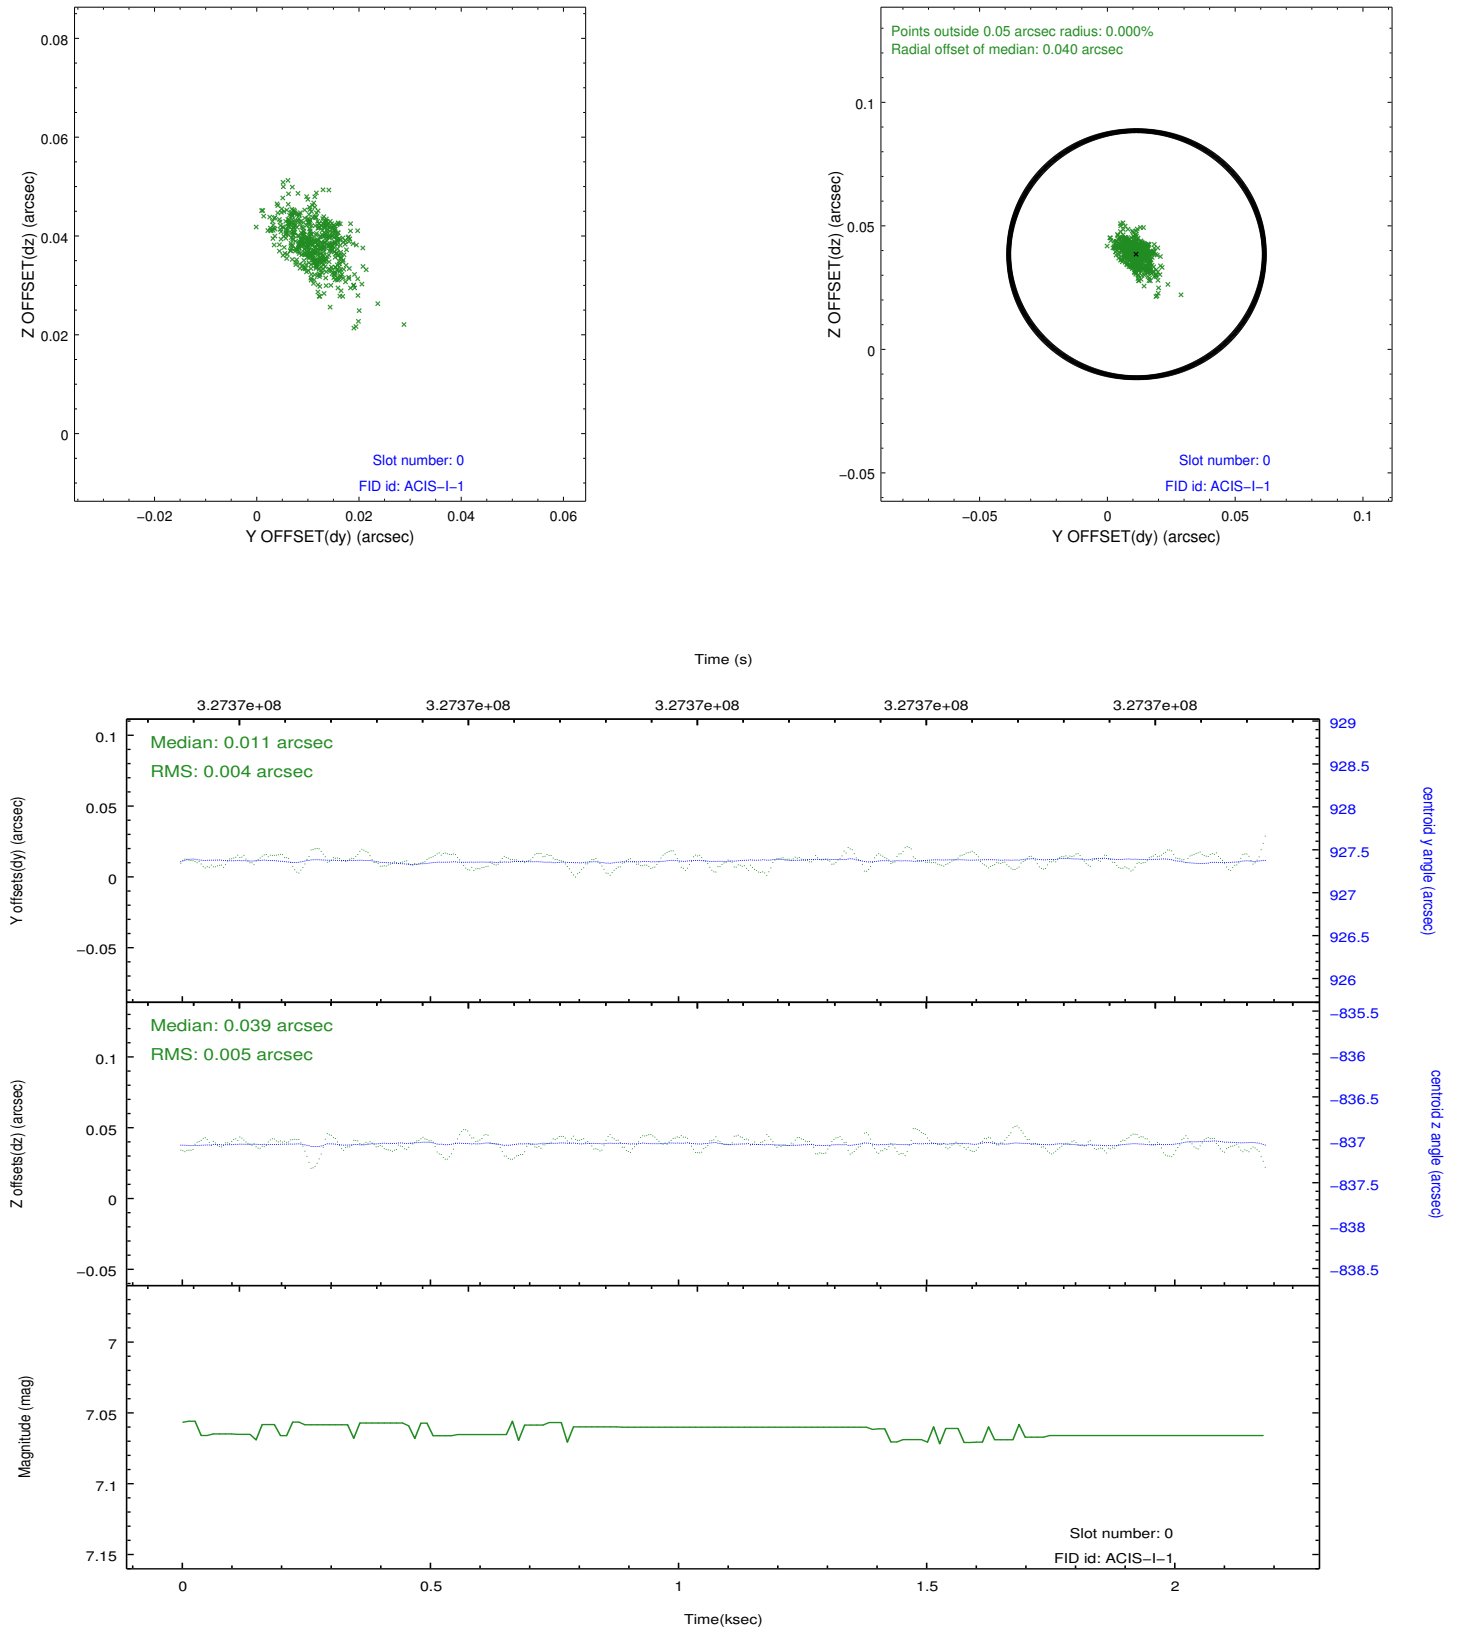 0.08
0.06
0.04
0.02
0
Z OFFSET(dz) (arcsec)
Slot number: 0
FID id: ACIS−I−1
−0.02 0 0.02 0.04 0.06
Y OFFSET(dy) (arcsec)
Points outside 0.05 arcsec radius: 0.000%
Radial offset of median: 0.040 arcsec
0.1
0.05
0
−0.05
Z OFFSET(dz) (arcsec)
Slot number: 0
FID id: ACIS−I−1
−0.05 0 0.05 0.1
Y OFFSET(dy) (arcsec)
Time (s)
3.2737e+08 3.2737e+08 3.2737e+08 3.2737e+08 3.2737e+08
Median: 0.011 arcsec
RMS: 0.004 arcsec
0.1
0.05
0
−0.05
Y offsets(dy) (arcsec)
929
928.5
928
927.5
927
926.5
926
centroid y angle (arcsec)
Median: 0.039 arcsec
RMS: 0.005 arcsec
0.1
0.05
0
−0.05
Z offsets(dz) (arcsec)
−835.5
−836
−836.5
−837
−837.5
−838
−838.5
centroid z angle (arcsec)
7
7.05
7.1
7.15
Magnitude (mag)
Slot number: 0
FID id: ACIS−I−1
0 0.5 1 1.5 2
Time(ksec)